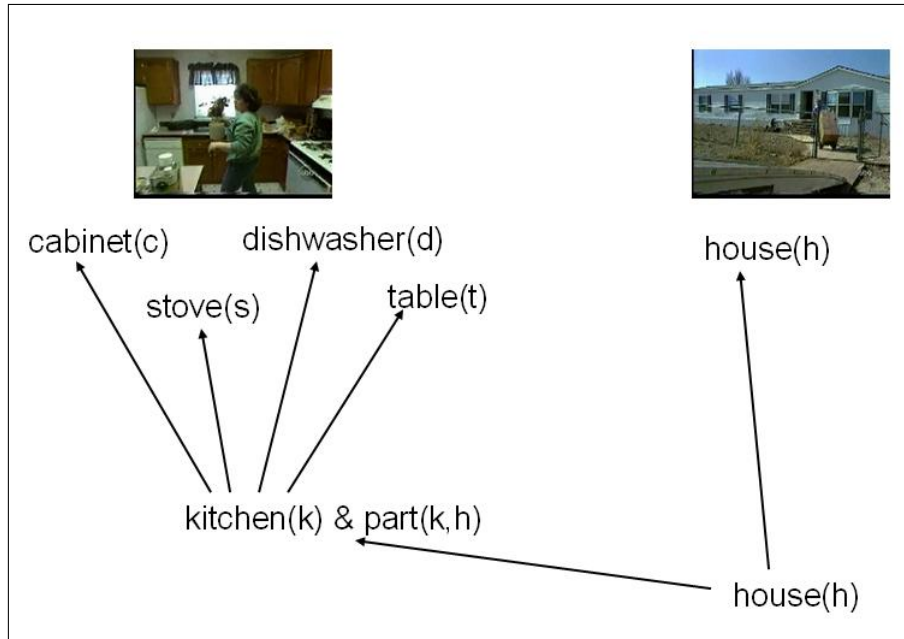 cabinet(c)
dishwasher(d)
house(h)
stove(s)
table(t)
kitchen(k) & part(k,h)
house(h)